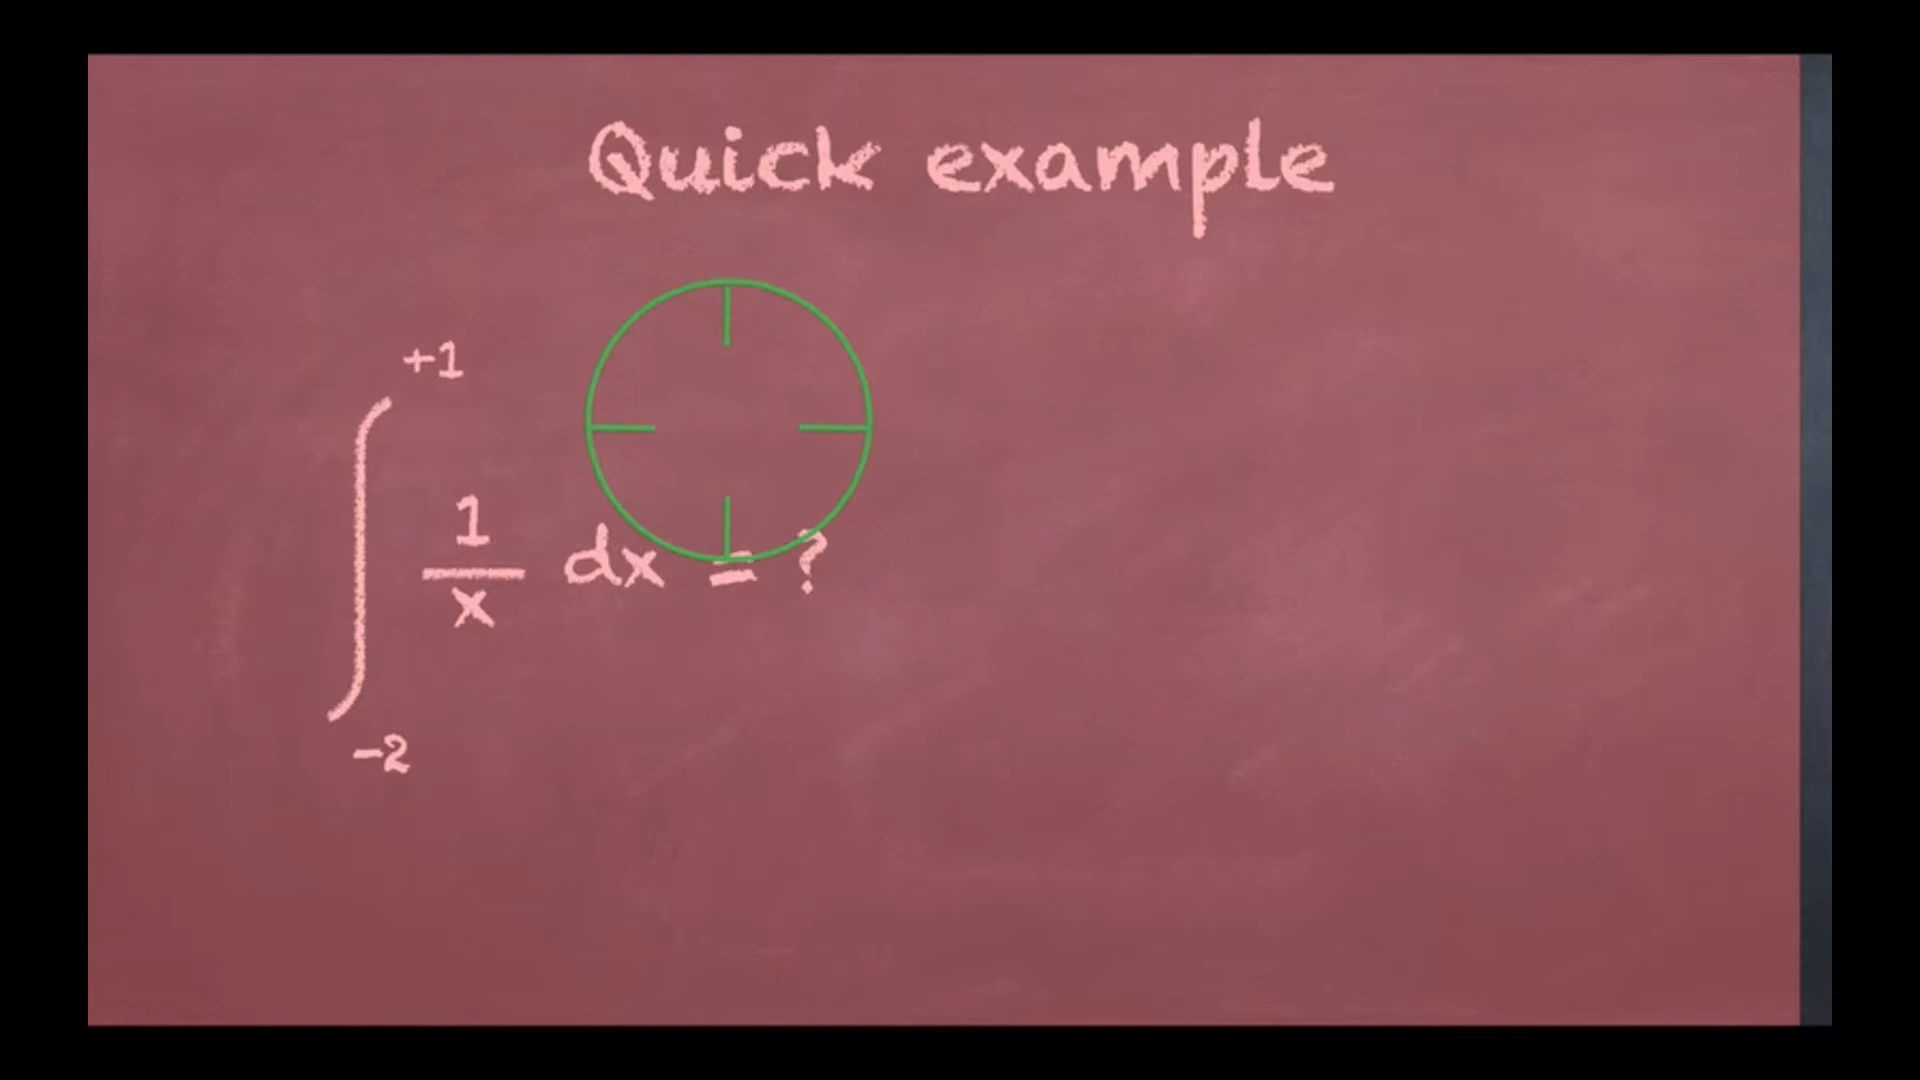 Quick example
+1
∫ 1/x dx = ?
-2